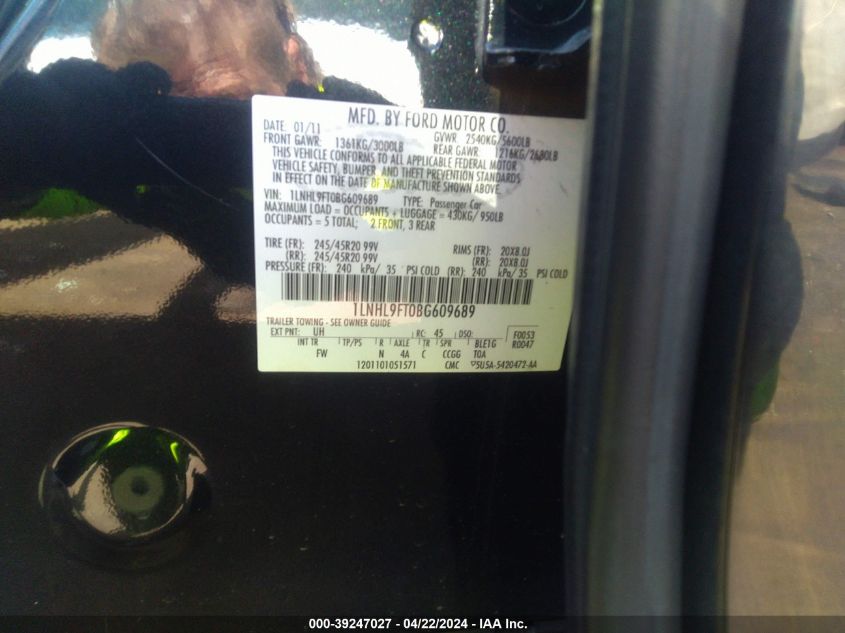 MFD. BY FORD MOTOR CO.
DATE: 01/11 GVWR: 2540KG/5600LB
FRONT GAWR: 1361KG/3000LB REAR GAWR: 1216KG/2680LB
THIS VEHICLE CONFORMS TO ALL APPLICABLE FEDERAL MOTOR
VEHICLE SAFETY, BUMPER, AND THEFT PREVENTION STANDARDS
IN EFFECT ON THE DATE OF MANUFACTURE SHOWN ABOVE.
VIN: 1LNHL9FT0BG609689 TYPE: Passenger Car
MAXIMUM LOAD = OCCUPANTS + LUGGAGE = 430KG/ 950LB
OCCUPANTS = 5 TOTAL; 2 FRONT, 3 REAR
TIRE (FR): 245/45R20 99V RIMS (FR): 20X8.0J
(RR): 245/45R20 99V (RR): 20X8.0J
PRESSURE (FR): 240 kPa/ 35 PSI COLD (RR): 240 kPa/ 35 PSI COLD
1LNHL9FT0BG609689
TRAILER TOWING - SEE OWNER GUIDE
EXT PNT: UH RC: 45 DSO: F0053
INT TR TP/PS R AXLE TR SPR BLETG R0047
FW N 4A C CCGG TOA
1201101051571 CMC ▽5U5A-5420472-AA
000-39247027 - 04/22/2024 - IAA Inc.